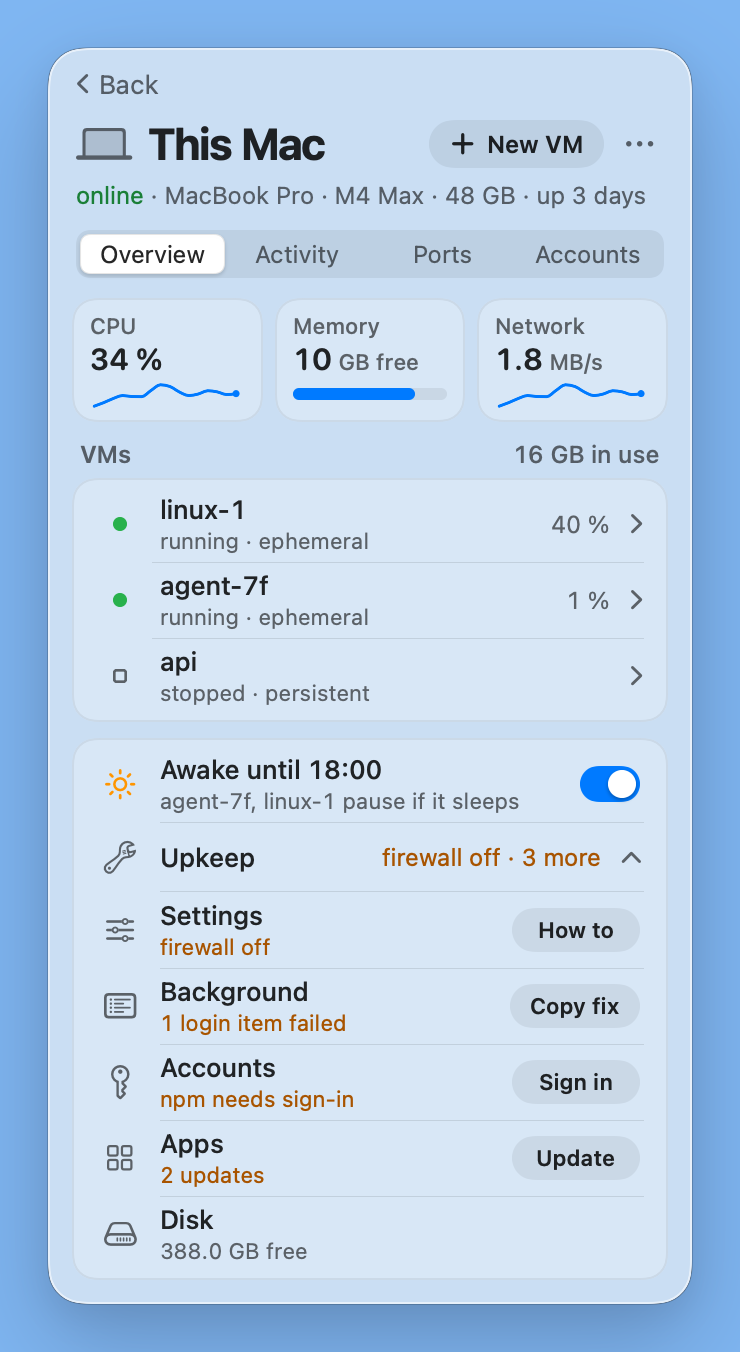 Back
This Mac
New VM
online · MacBook Pro · M4 Max · 48 GB · up 3 days
Overview Activity Ports Accounts
CPU
34 %
Memory
10 GB free
Network
1.8 MB/s
VMs 16 GB in use
linux-1
running · ephemeral
40 %
agent-7f
running · ephemeral
1 %
api
stopped · persistent
Awake until 18:00
agent-7f, linux-1 pause if it sleeps
Upkeep firewall off · 3 more
Settings
firewall off
How to
Background
1 login item failed
Copy fix
Accounts
npm needs sign-in
Sign in
Apps
2 updates
Update
Disk
388.0 GB free